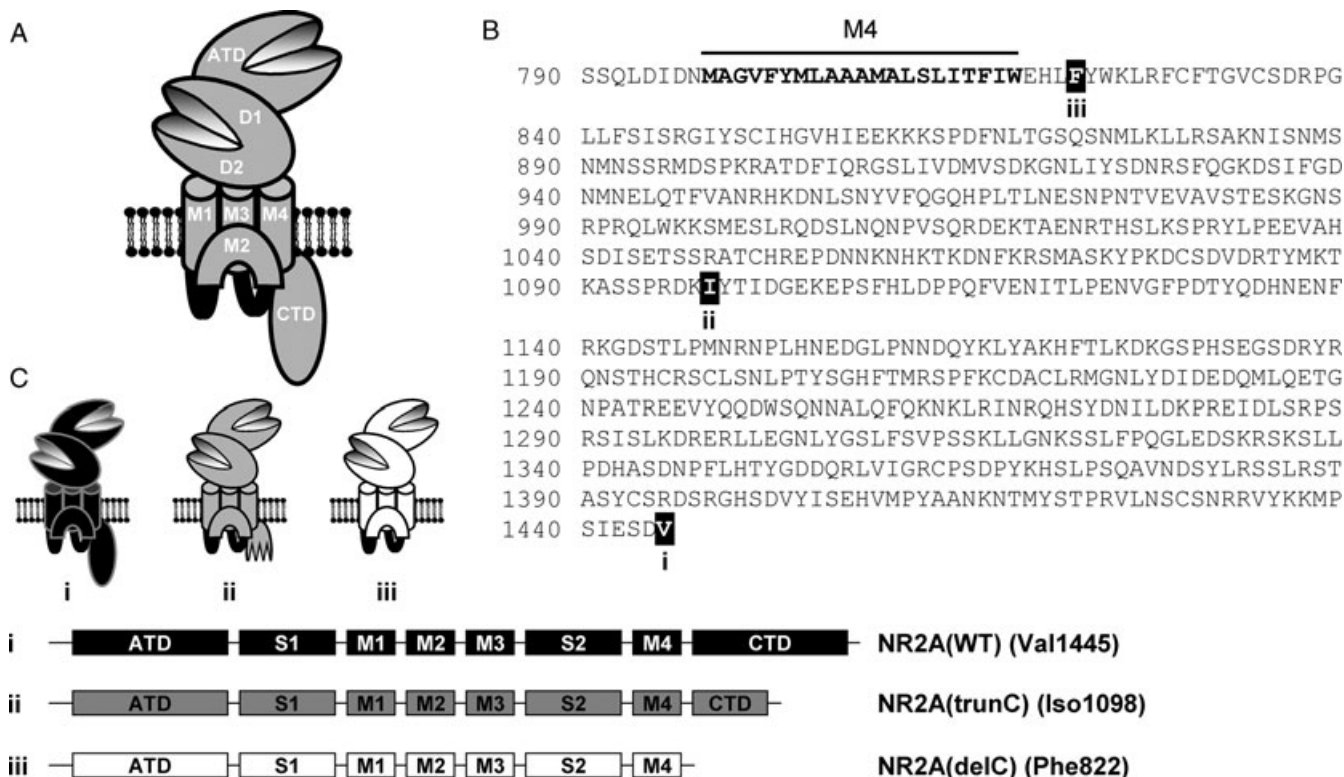 A
ATD
D1
D2
M1 M3 M4
M2
CTD
B
M4
790 SSQLDIDNMAGVFYMLAAAMALSLITFIWEHLFYWKLRFCFTGVCSDRPG
iii
840 LLFSISRGIYSCIHGVHIEEKKKSPDFNLTGSQSNMLKLLRSAKNISNMS
890 NMNSSRMDSPKRATDFIQRGSLIVDMVSDKGNLIYSDNRSFQGKDSIFGD
940 NMNELQTFVANRHKDNLSNYVFQGQHPLTLNESNPNTVEVAVSTESKGNS
990 RPRQLWKKSMESLRQDSLNQNPVSQRDEKTAENRTHSLKSPRYLPEEVAH
1040 SDISETSSRATCHREPDNNKNHKTKDNFKRSMASKYPKDCSDVDRTYMKT
1090 KASSPRDKIYTIDGEKEPSFHLDPPQFVENITLPENVGFPDTYQDHNENF
ii
1140 RKGDSTLPMNRNPLHNEDGLPNNDQYKLYAKHFTLKDKGSPHSEGSDRYR
1190 QNSTHCRSCLSNLPTYSGHFTMRSPFKCDACLRMGNLYDIDEDQMLQETG
1240 NPATREEVYQQDWSQNNALQFQKNKLRINRQHSYDNILDKPREIDLSRPS
1290 RSISLKDRERLLEGNLYGSLFSVPSSKLLGNKSSLFPQGLEDSKRSKSLL
1340 PDHASDNPFLHTYGDDQRLVIGRCPSDPYKHSLPSQAVNDSYLRSSLRST
1390 ASYCSRDSRGHSDVYISEHVMPYAANKNTMYSTPRVLNSCSNRRVYKKMP
1440 SIESDV
i
C
i ii iii
i ATD S1 M1 M2 M3 S2 M4 CTD NR2A(WT) (Val1445)
ii ATD S1 M1 M2 M3 S2 M4 CTD NR2A(trunC) (Iso1098)
iii ATD S1 M1 M2 M3 S2 M4 NR2A(delC) (Phe822)